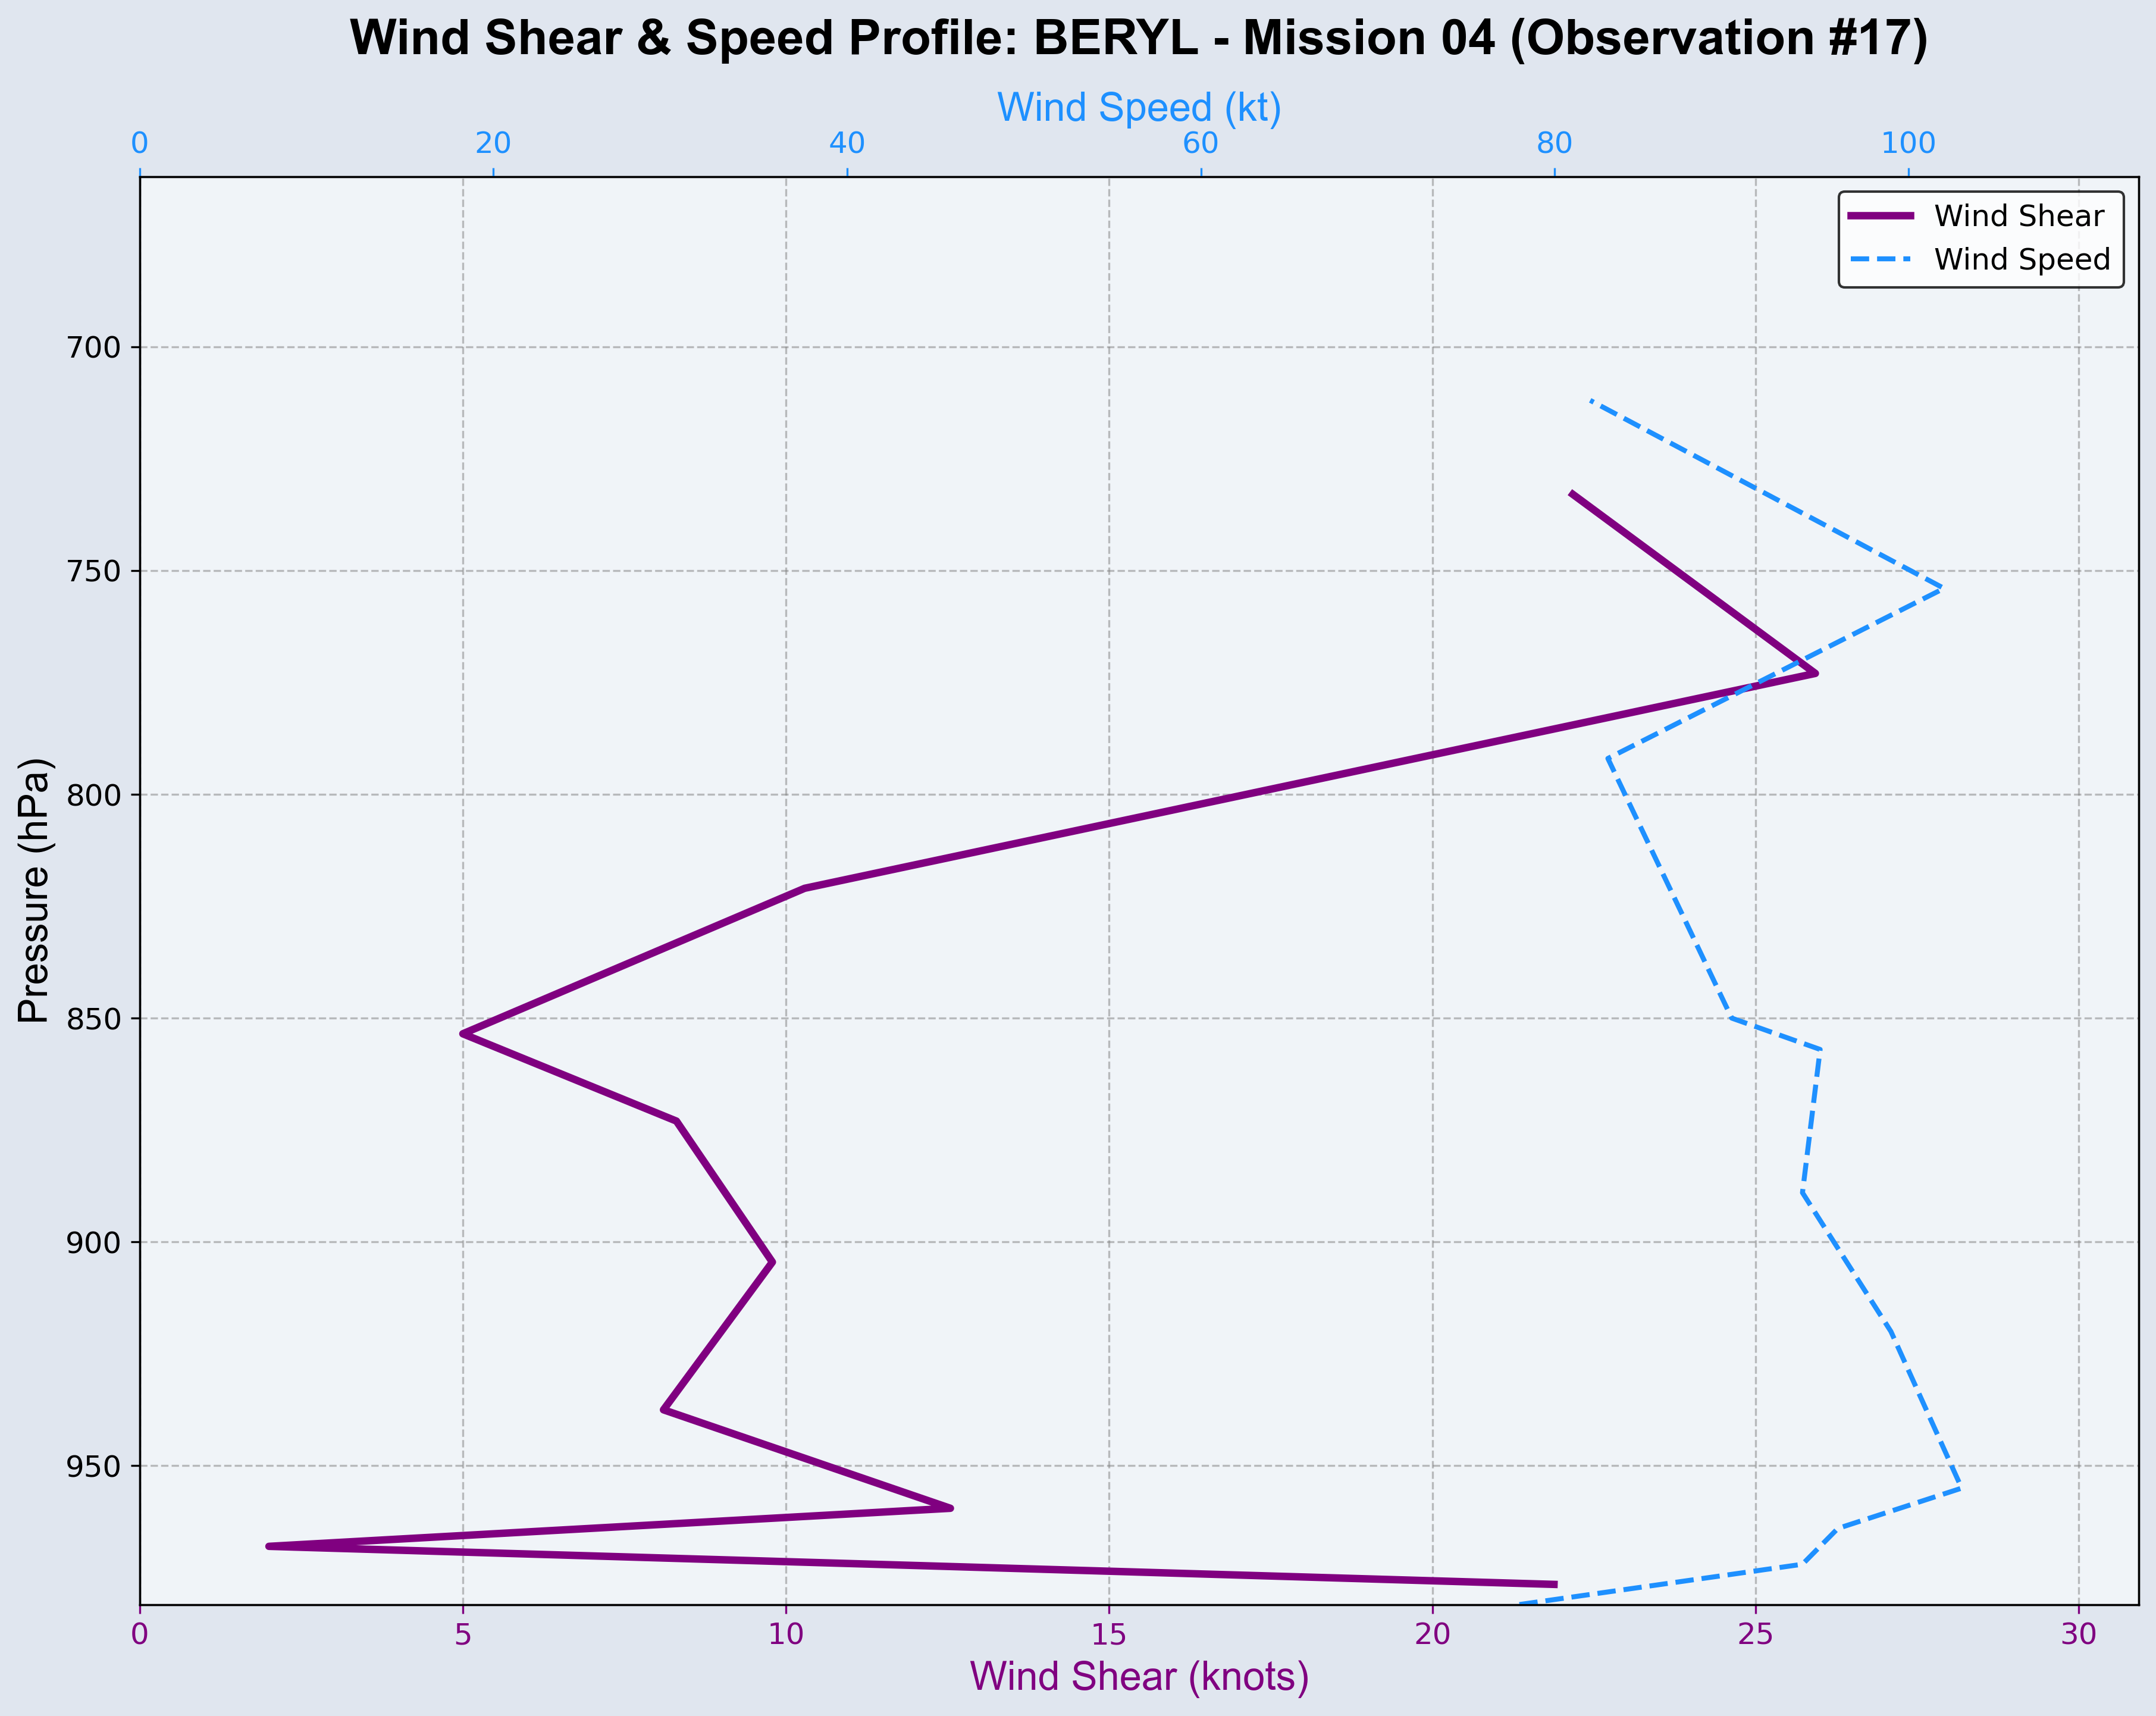 Wind Shear & Speed Profile: BERYL - Mission 04 (Observation #17)
Wind Speed (kt)
0 20 40 60 80 100
Wind Shear
Wind Speed
Pressure (hPa)
700
750
800
850
900
950
0 5 10 15 20 25 30
Wind Shear (knots)